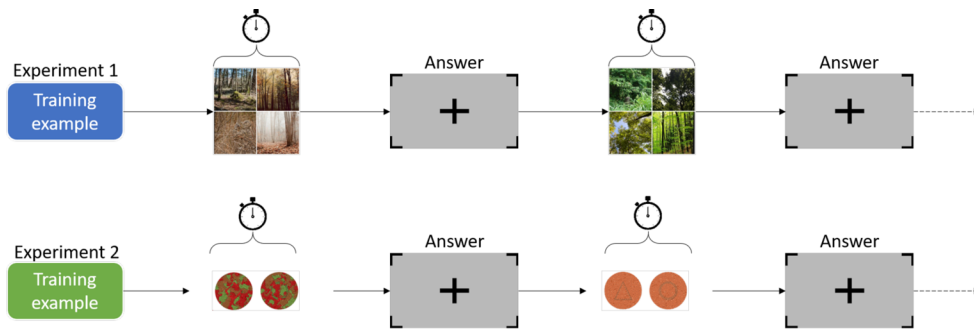 Experiment 1
Training
example
Answer
Answer
Experiment 2
Training
example
Answer
Answer